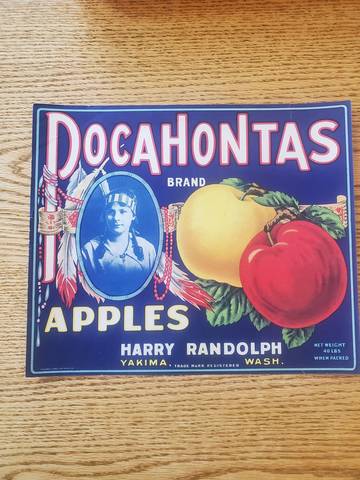 POCAHONTAS
BRAND
APPLES
HARRY RANDOLPH
YAKIMA • TRADE MARK REGISTERED WASH.
NET WEIGHT
40 LBS
WHEN PACKED